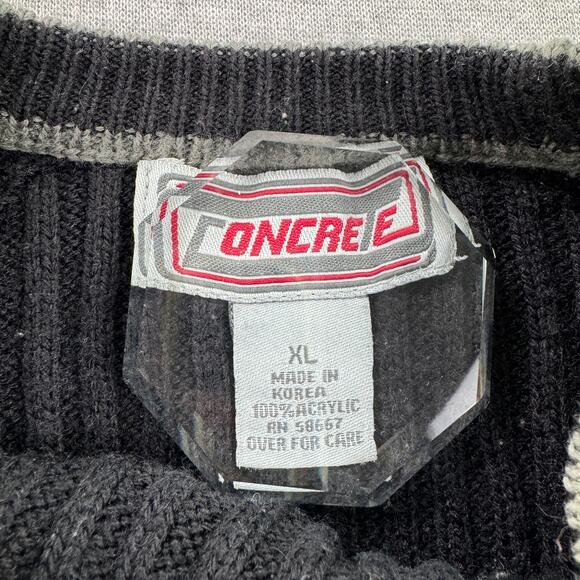 CONCRETE
XL
MADE IN
KOREA
100% ACRYLIC
RN 58667
OVER FOR CARE